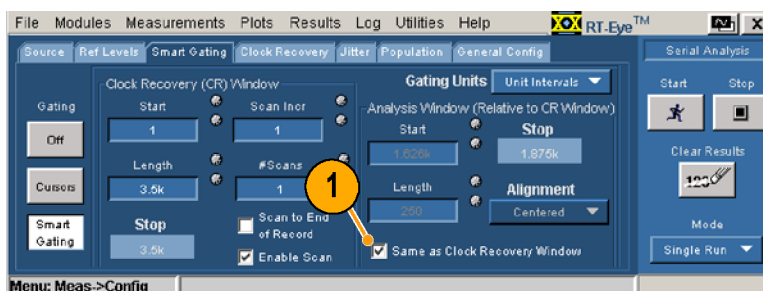 File Modules Measurements Plots Results Log Utilities Help RT-Eye™ X
Source Ref Levels Smart Gating Clock Recovery Jitter Population General Config Serial Analysis
Clock Recovery (CR) Window Gating Units Unit Intervals
Gating Start Scan Incr Analysis Window (Relative to CR Window) Start Stop
Off 1 1 Start Stop
1.626k 1.875k Clear Results
Length #Scans
Cursors 3.5k 1 1 Length Alignment 123
Smart Gating Stop Scan to End of Record 250 Centered Mode
3.5k Enable Scan Same as Clock Recovery Window Single Run
Menu: Meas->Config